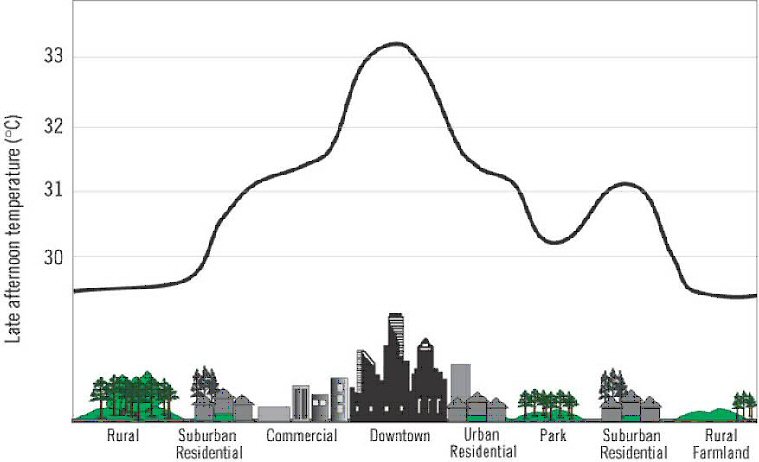 Late afternoon temperature (°C)
33
32
31
30
Rural
Suburban
Residential
Commercial
Downtown
Urban
Residential
Park
Suburban
Residential
Rural
Farmland